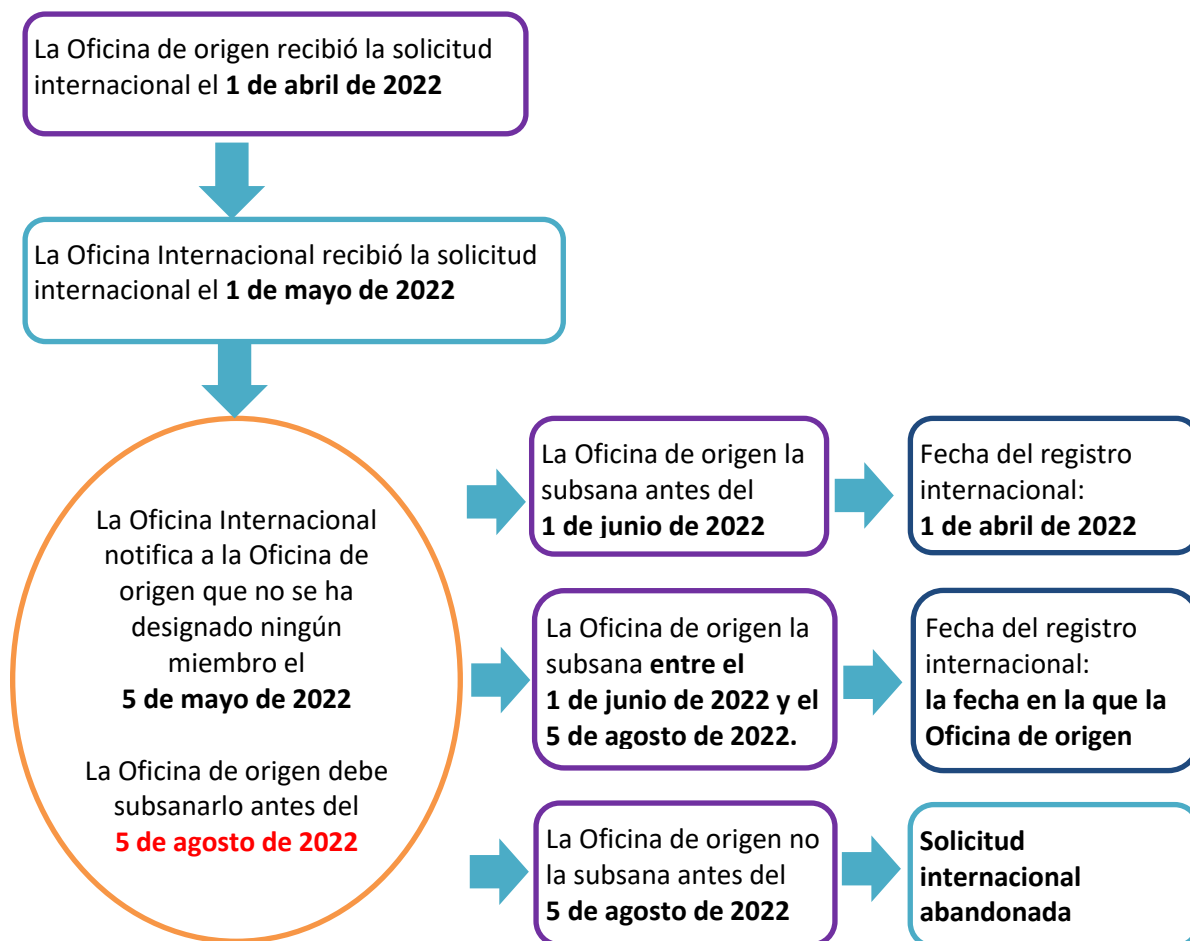 La Oficina de origen recibió la solicitud
internacional el 1 de abril de 2022
La Oficina Internacional recibió la solicitud
internacional el 1 de mayo de 2022
La Oficina Internacional
notifica a la Oficina de
origen que no se ha
designado ningún
miembro el
5 de mayo de 2022
La Oficina de origen debe
subsanarlo antes del
5 de agosto de 2022
La Oficina de origen la
subsana antes del
1 de junio de 2022
Fecha del registro
internacional:
1 de abril de 2022
La Oficina de origen la
subsana entre el
1 de junio de 2022 y el
5 de agosto de 2022.
Fecha del registro
internacional:
la fecha en la que la
Oficina de origen
La Oficina de origen no
la subsana antes del
5 de agosto de 2022
Solicitud
internacional
abandonada